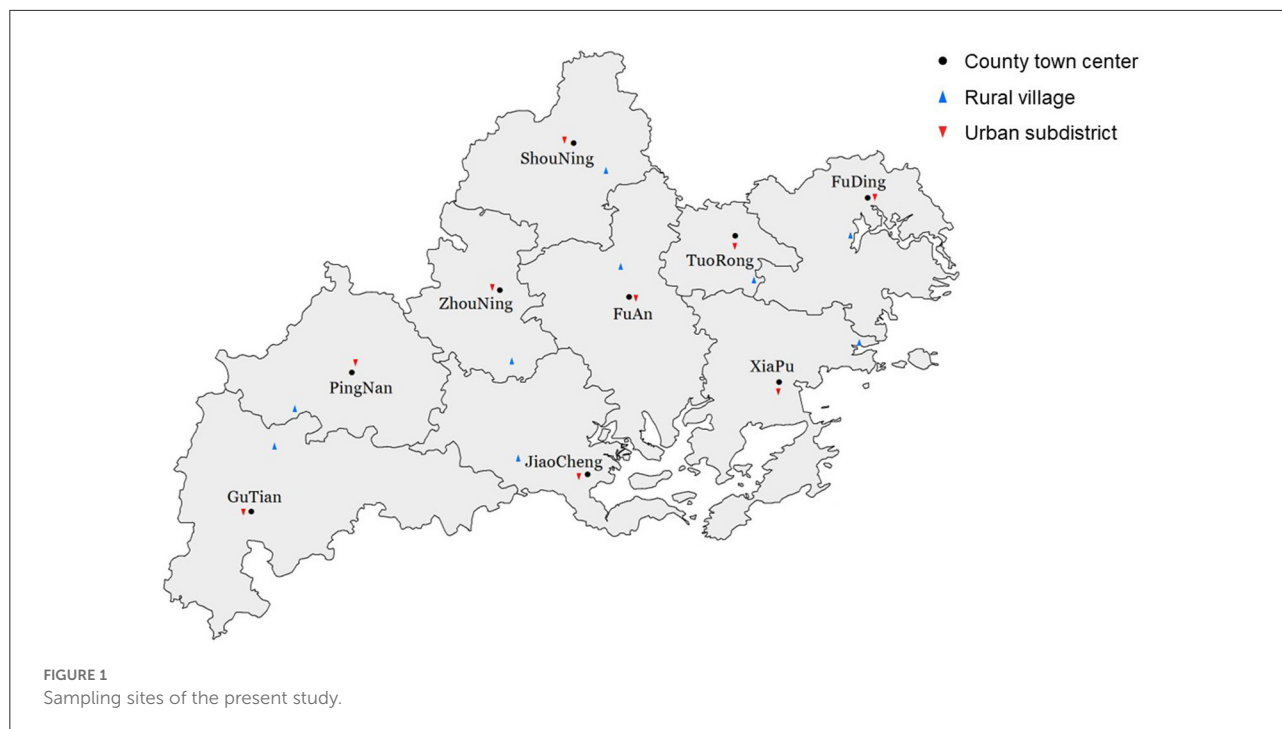 County town center
Rural village
Urban subdistrict
ShouNing
FuDing
TuoRong
ZhouNing
FuAn
XiaPu
PingNan
JiaoCheng
GuTian
FIGURE 1
Sampling sites of the present study.